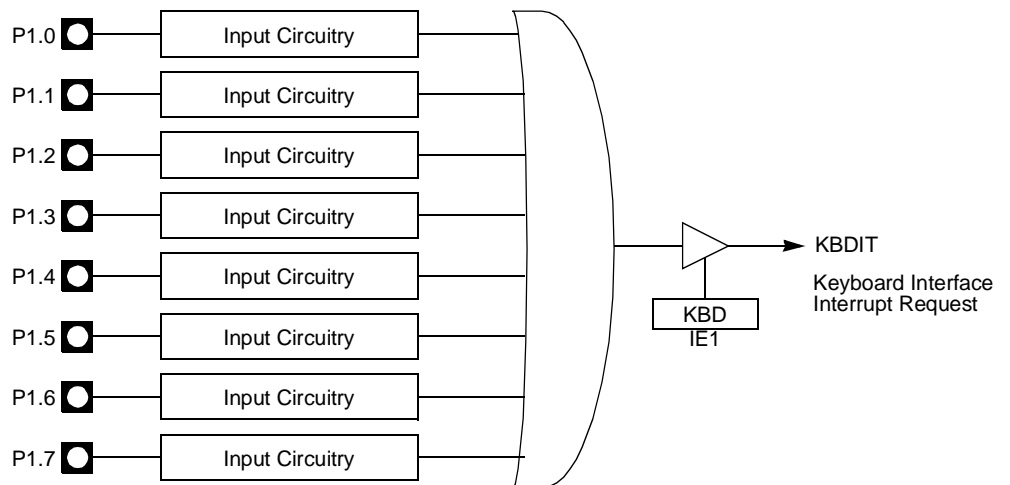 P1.0 Input Circuitry
P1.1 Input Circuitry
P1.2 Input Circuitry
P1.3 Input Circuitry
P1.4 Input Circuitry
P1.5 Input Circuitry
P1.6 Input Circuitry
P1.7 Input Circuitry
KBDIT
Keyboard Interface
Interrupt Request
KBD
IE1